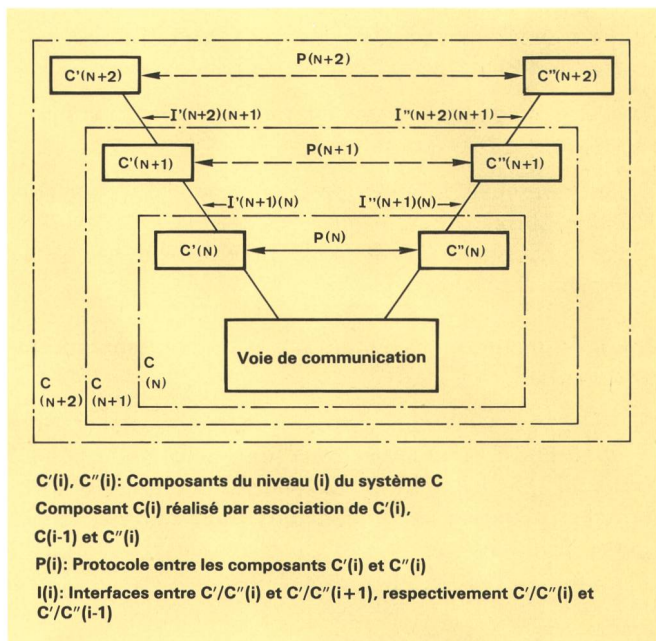 P(N+2)
C'(N+2)
C"(N+2)
I'(N+2)(N+1)
I"(N+2)(N+1)
P(N+1)
C'(N+1)
C"(N+1)
I'(N+1)(N)
I"(N+1)(N)
P(N)
C'(N)
C"(N)
Voie de communication
C
(N+2)
C
(N+1)
C
(N)
C'(i), C"(i): Composants du niveau (i) du système C
Composant C(i) réalisé par association de C'(i),
C(i-1) et C"(i)
P(i): Protocole entre les composants C'(i) et C"(i)
I(i): Interfaces entre C'/C"(i) et C'/C"(i+1), respectivement C'/C"(i) et
C'/C"(i-1)